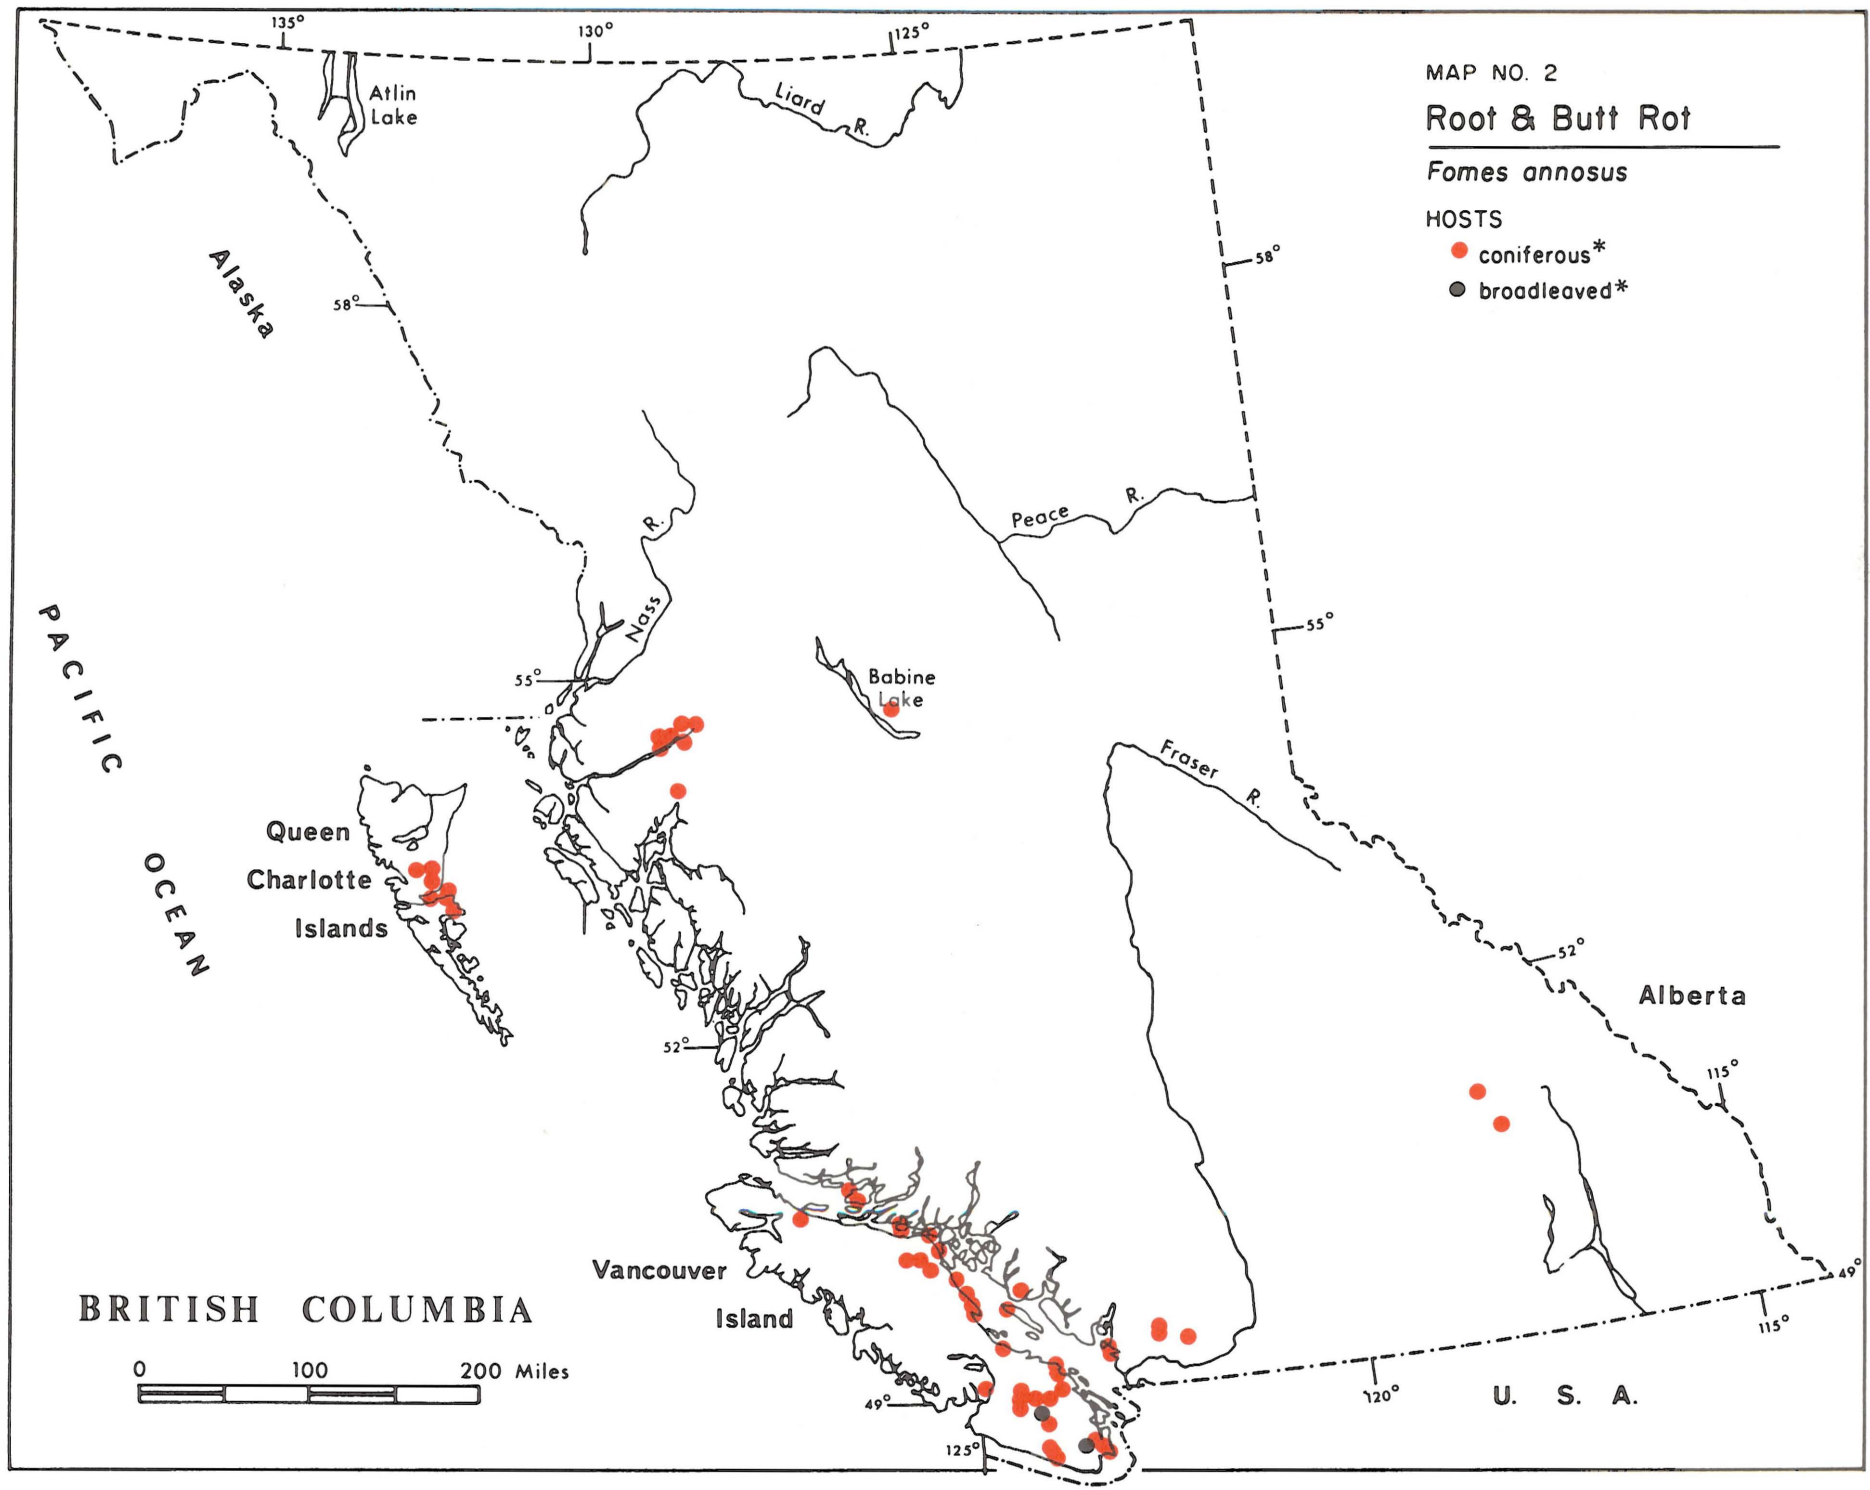 135°
130°
125°
MAP NO. 2
Root & Butt Rot
Fomes annosus
HOSTS
coniferous*
broadleaved*
Atlin
Lake
Liard R.
Alaska
58°
58°
Peace R.
Nass R.
55°
55°
Babine
Lake
PACIFIC
OCEAN
Fraser R.
Queen
Charlotte
Islands
52°
52°
Alberta
115°
Vancouver
Island
49°
BRITISH COLUMBIA
0 100 200 Miles
115°
120°
U. S. A.
49°
125°